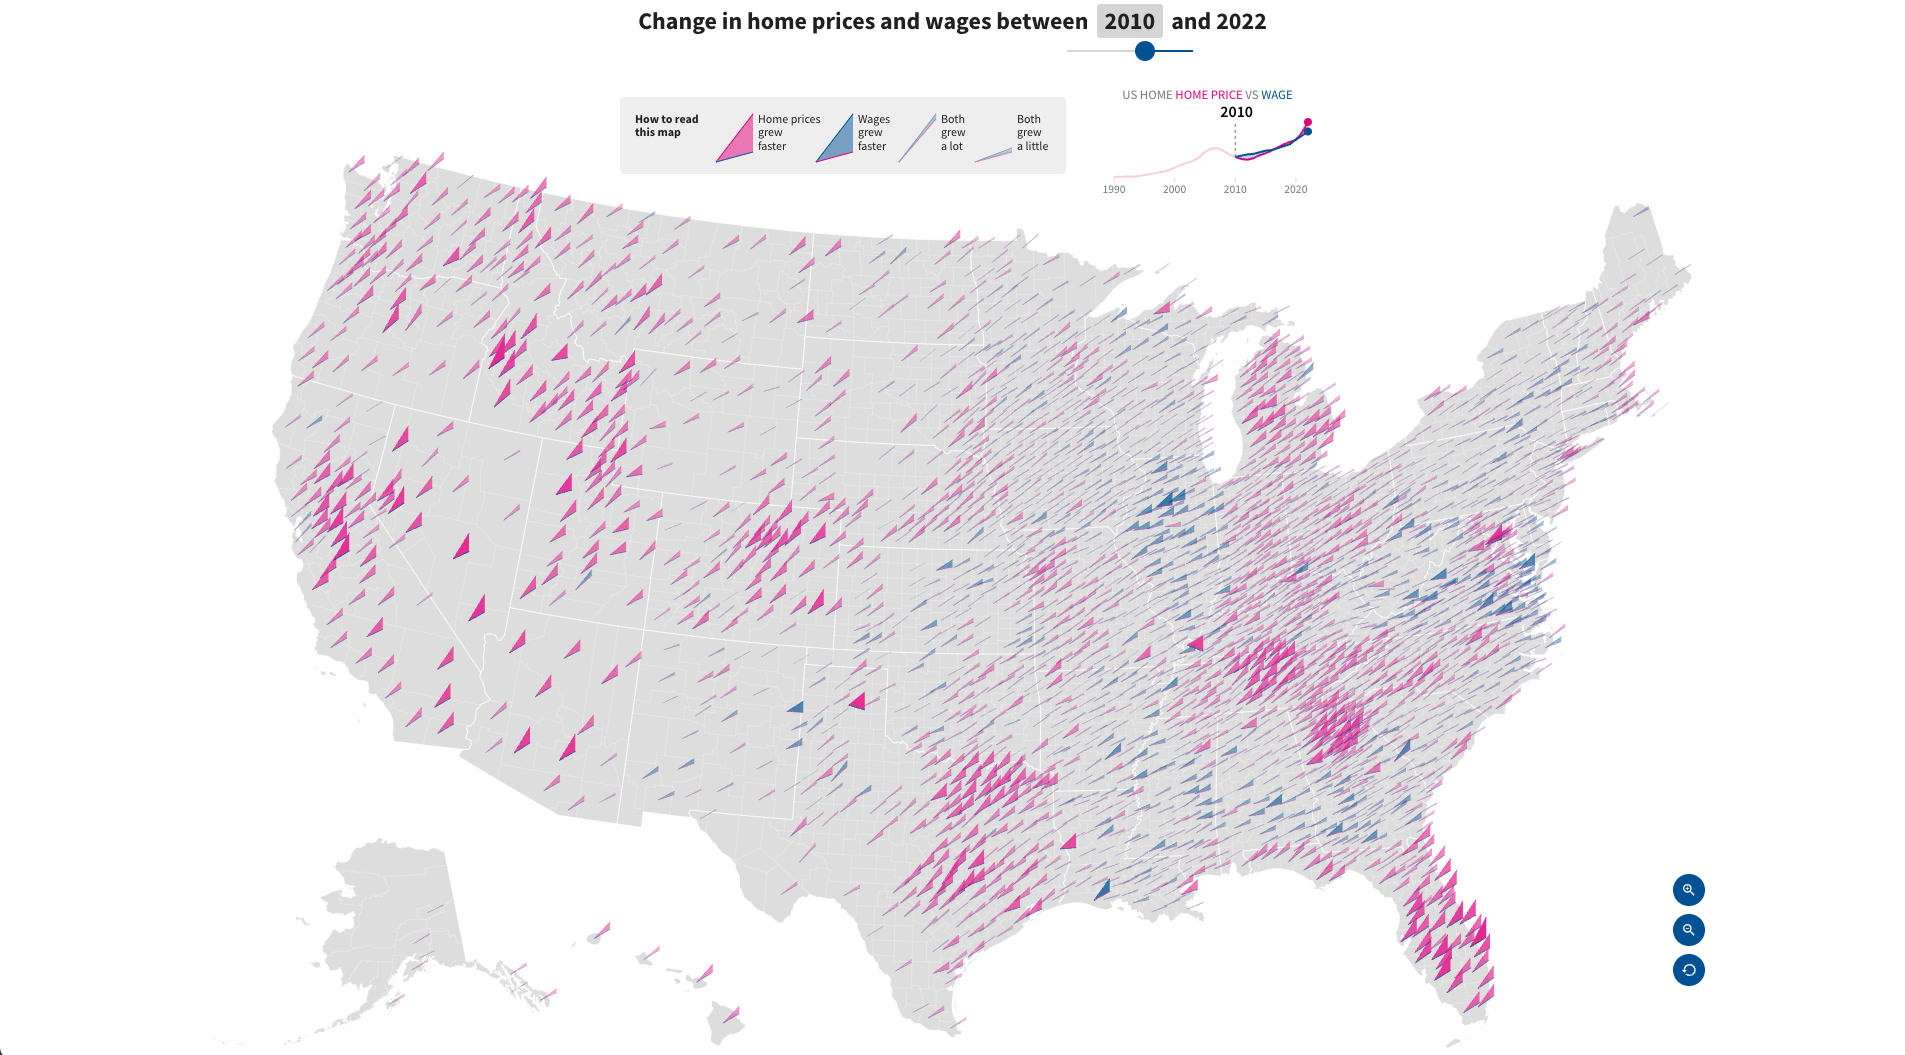 Change in home prices and wages between 2010 and 2022
How to read
this map
Home prices
grew
faster
Wages
grew
faster
Both
grew
a lot
Both
grew
a little
US HOME HOME PRICE VS WAGE
2010
1990 2000 2010 2020